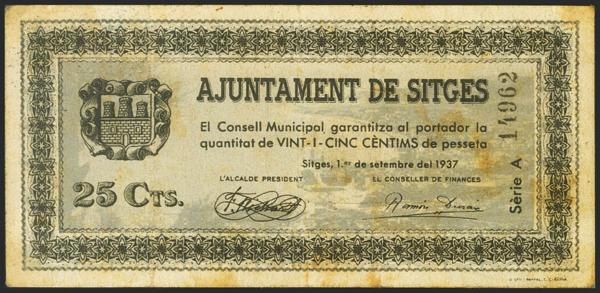 AJUNTAMENT DE SITGES
El Consell Municipal, garantitza al portador la
quantitat de VINT-I-CINC CÈNTIMS de pesseta
Sitges, 1.er de setembre del 1937
L'ALCALDE PRESIDENT EL CONSELLER DE FINANCES
25 CTS.
Sèrie A 14962